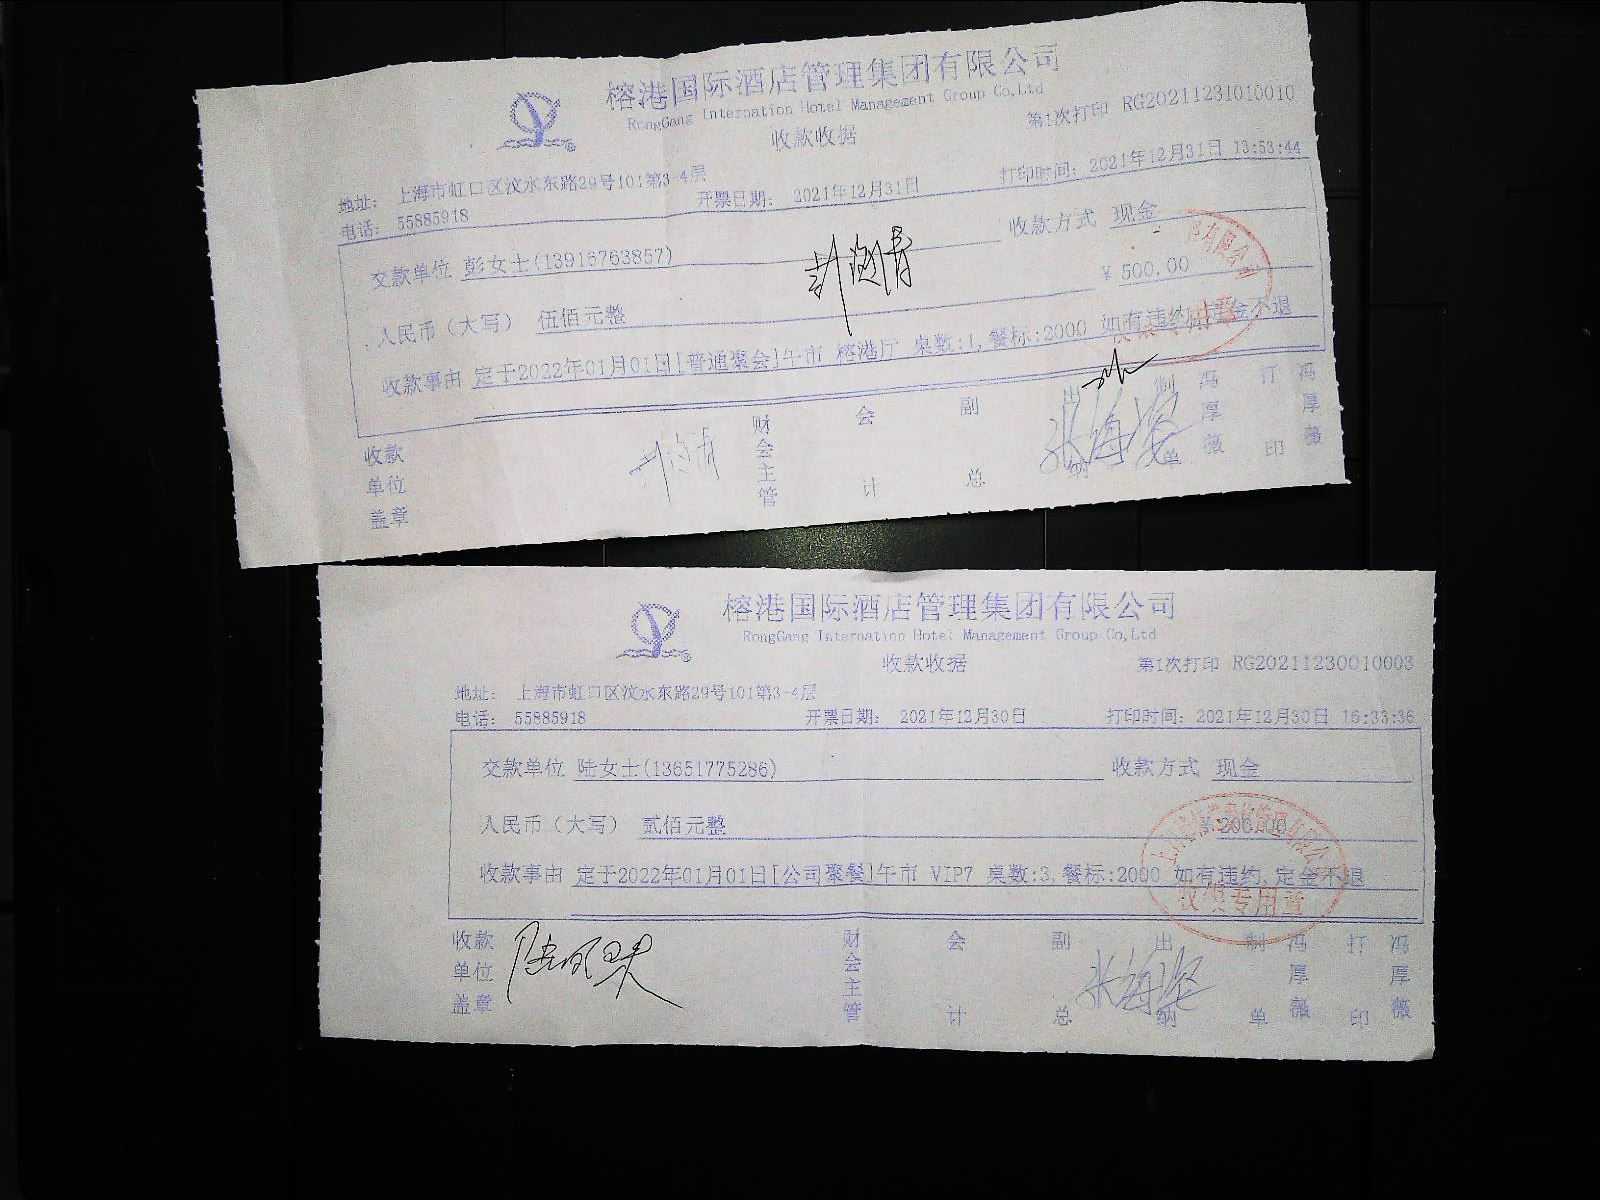 榕港国际酒店管理集团有限公司
RongGang Internation Hotel Management Group Co,Ltd
收款收据
第1次打印 RG20211231010010
地址： 上海市虹口区汶水东路29号101第3-4层
电话： 55885918
开票日期： 2021年12月31日
打印时间：2021年12月31日 13:53:44
交款单位 彭女士(13916763857)
收款方式 现金
人民币（大写） 伍佰元整
￥500.00
收款事由 定于2022年01月01日[普通聚会]午市 榕港厅 桌数:1,餐标:2000 如有违约,定金不退
收款单位盖章
财会主管
会计
副总
出纳
张海燕
制单
冯厚薇
打印
冯厚薇
有限公司
榕港国际酒店管理集团有限公司
RongGang Internation Hotel Management Group Co,Ltd
收款收据
第1次打印 RG20211230010003
地址： 上海市虹口区汶水东路29号101第3-4层
电话： 55885918
开票日期： 2021年12月30日
打印时间：2021年12月30日 16:33:36
交款单位 陆女士(13651775286)
收款方式 现金
人民币（大写） 贰佰元整
￥200.00
收款事由 定于2022年01月01日[公司聚餐]午市 VIP7 桌数:3,餐标:2000 如有违约,定金不退
收款专用章
收款单位盖章
财会主管
会计
副总
出纳
制单
冯厚薇
打印
冯厚薇